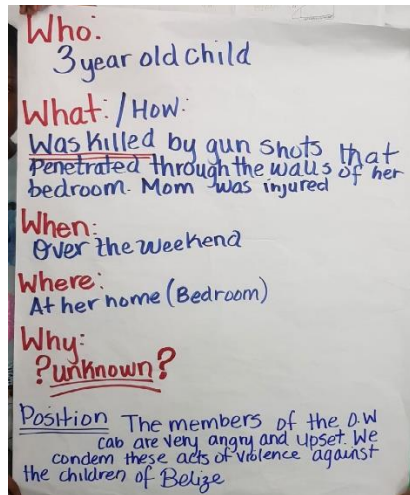 Who:
3 year old child
What: / How:
Was killed by gun shots that
Penetrated through the walls of her
bedroom. Mom was injured
When:
Over the weekend
Where:
At her home (Bedroom)
Why:
? unknown ?
Position The members of the O.W
cab are very angry and upset. We
condem these acts of violence against
the children of Belize